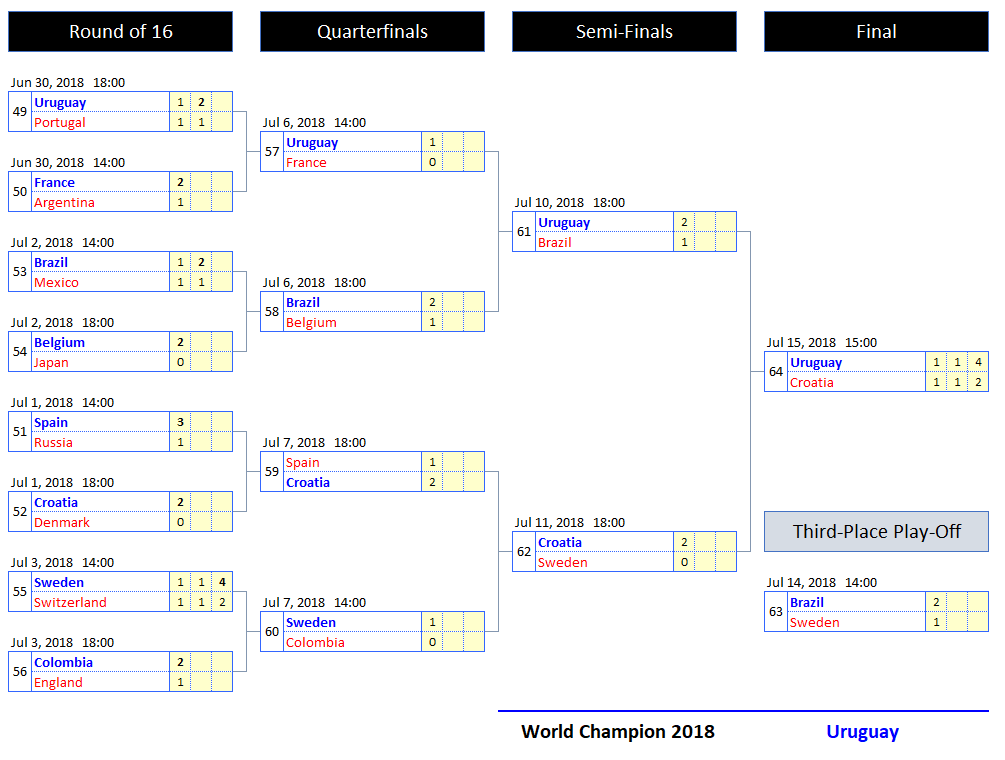 Round of 16
Quarterfinals
Semi-Finals
Final
Jun 30, 2018 18:00
49
Uruguay 1 2
Portugal 1 1
Jun 30, 2018 14:00
50
France 2
Argentina 1
Jul 2, 2018 14:00
53
Brazil 1 2
Mexico 1 1
Jul 2, 2018 18:00
54
Belgium 2
Japan 0
Jul 1, 2018 14:00
51
Spain 3
Russia 1
Jul 1, 2018 18:00
52
Croatia 2
Denmark 0
Jul 3, 2018 14:00
55
Sweden 1 1 4
Switzerland 1 1 2
Jul 3, 2018 18:00
56
Colombia 2
England 1
Jul 6, 2018 14:00
57
Uruguay 1
France 0
Jul 6, 2018 18:00
58
Brazil 2
Belgium 1
Jul 7, 2018 18:00
59
Spain 1
Croatia 2
Jul 7, 2018 14:00
60
Sweden 1
Colombia 0
Jul 10, 2018 18:00
61
Uruguay 2
Brazil 1
Jul 11, 2018 18:00
62
Croatia 2
Sweden 0
Jul 15, 2018 15:00
64
Uruguay 1 1 4
Croatia 1 1 2
Third-Place Play-Off
Jul 14, 2018 14:00
63
Brazil 2
Sweden 1
World Champion 2018 Uruguay